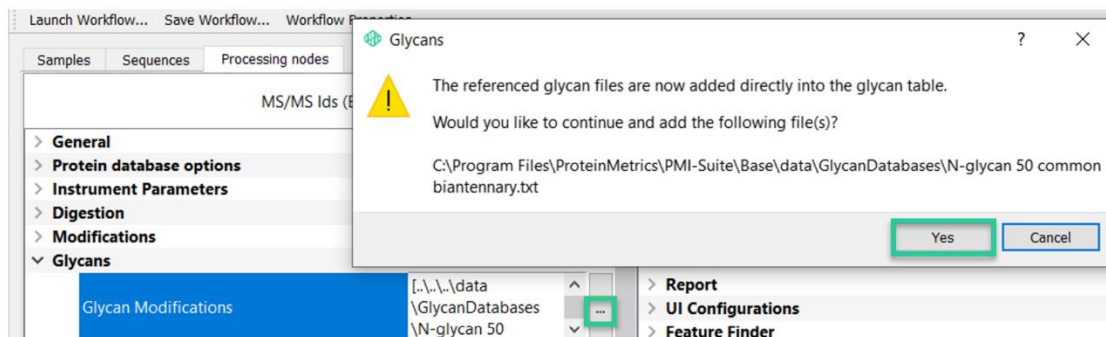 Launch Workflow... Save Workflow... Workflow Properties...
Glycans ? ×
Samples Sequences Processing nodes
The referenced glycan files are now added directly into the glycan table.
MS/MS Ids
Would you like to continue and add the following file(s)?
General
Protein database options
C:\Program Files\ProteinMetrics\PMI-Suite\Base\data\GlycanDatabases\N-glycan 50 common
Instrument Parameters
biantennary.txt
Digestion
Modifications
Yes Cancel
Glycans
[..\..\..\data
Report
Glycan Modifications
\GlycanDatabases
...
UI Configurations
\N-glycan 50
Feature Finder